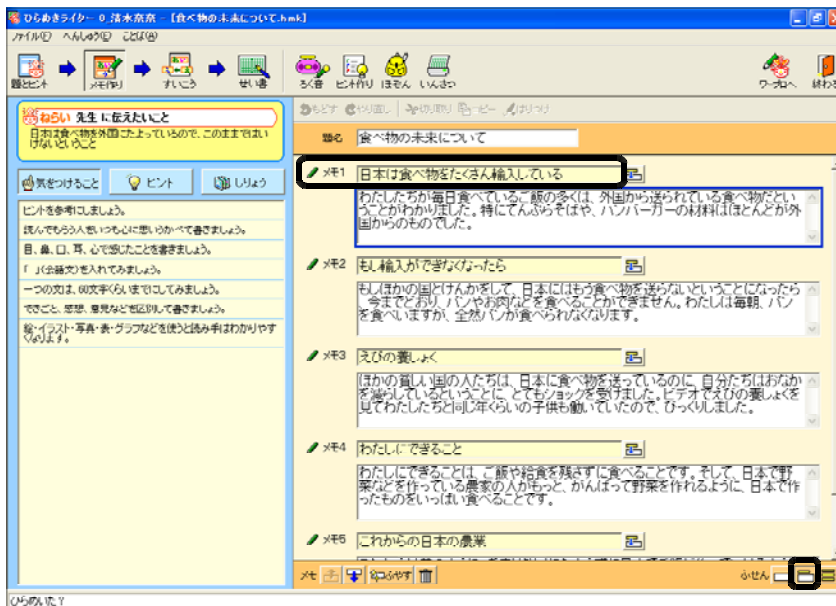 ひらめきライター 0_清水奈奈 - [食べ物の未来について.hmk]
ファイル(F) へんしゅう(E) ことば(W)
題とヒント メモ作り すいこう せい書 ろく音 ヒント作り ほぞん いんさつ ワープロへ 終わる
もどす やり直し 切り取り コピー はりつけ
ねらい 先生 に伝えたいこと
日本は食べ物を外国にたよっているので、このままではい
けないということ
題名 食べ物の未来について
気をつけること ヒント しりょう
ヒントを参考にしましょう。
読んでもらう人をいつも心に思いうかべて書きましょう。
目、鼻、口、耳、心で感じたことを書きましょう。
「 」(会話文)を入れてみましょう。
一つの文は、60文字くらいまでにしてみましょう。
できごと、感想、意見などを区別して書きましょう。
絵・イラスト・写真・表・グラフなどを使うと読み手はわかりやす
くなります。
メモ1 日本は食べ物をたくさん輸入している
わたしたちが毎日食べているご飯の多くは、外国から送られている食べ物だとい
うことがわかりました。特にてんぷらそばや、ハンバーガーの材料はほとんどが外
国からのものでした。
メモ2 もし輸入ができなくなったら
もしほかの国とけんかをして、日本にはもう食べ物を送らないということになったら
、今までどおり、パンやお肉などを食べることができません。わたしは毎朝、パン
を食べいますが、全然パンが食べられなくなります。
メモ3 えびの養しょく
ほかの貧しい国の人たちは、日本に食べ物を送っているのに、自分たちはおなか
を減らしているということに、とてもショックを受けました。ビデオでえびの養しょくを
見てわたしたちと同じ年くらいの子供も働いていたので、びっくりしました。
メモ4 わたしにできること
わたしにできることは、ご飯や給食を残さずに食べることです。そして、日本で野
菜などを作っている農家の人がもっと、がんばって野菜を作れるように、日本で作
ったものをいっぱい食べることです。
メモ5 これからの日本の農業
メモ ふやす ふせん